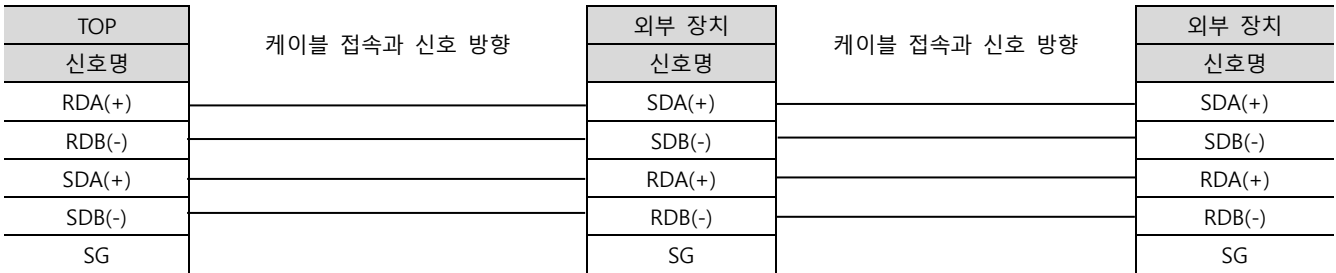 TOP 케이블 접속과 신호 방향 외부 장치 케이블 접속과 신호 방향 외부 장치
신호명 신호명 신호명
RDA(+) SDA(+) SDA(+)
RDB(-) SDB(-) SDB(-)
SDA(+) RDA(+) RDA(+)
SDB(-) RDB(-) RDB(-)
SG SG SG